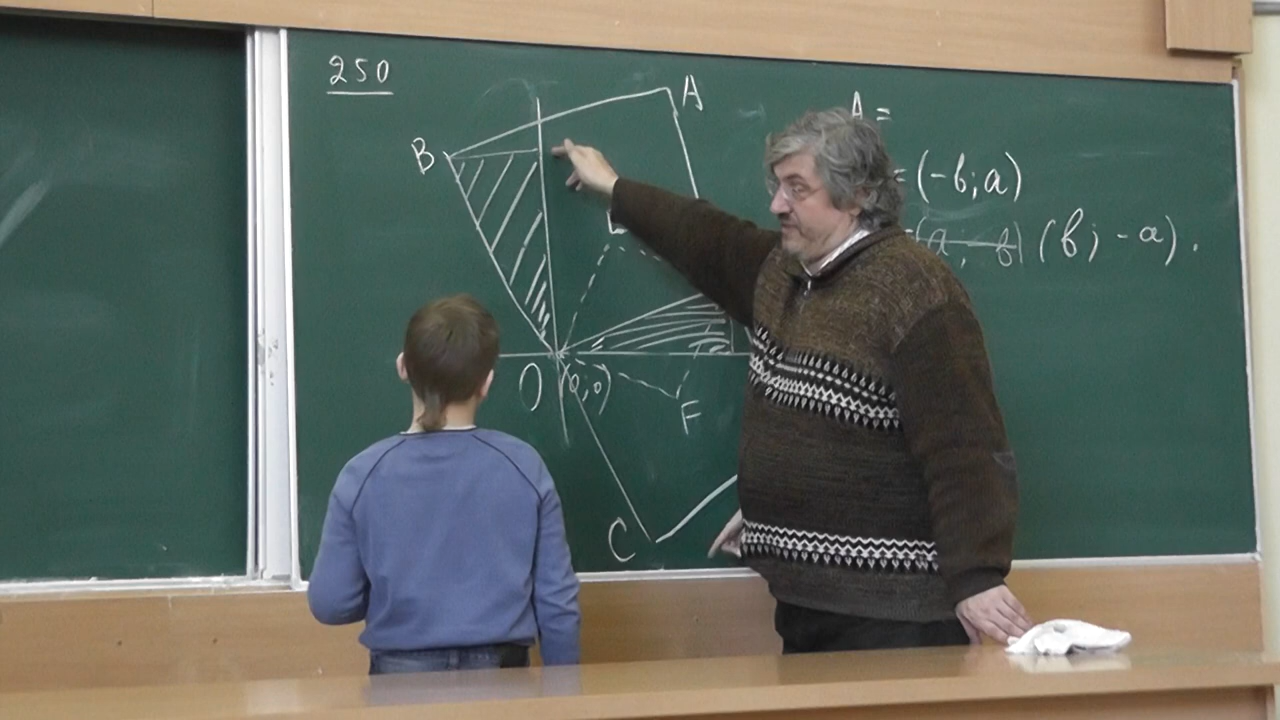 250
A
B
A =
= (-в; a)
= (a; -в) (в; -a).
O (0; 0)
F
C